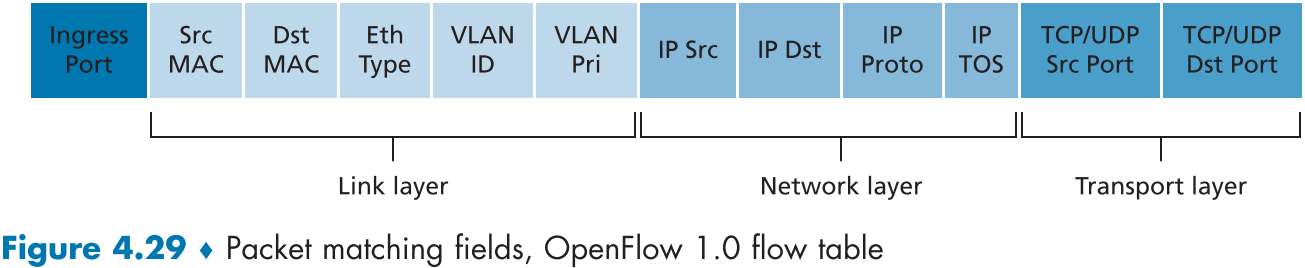 Ingress
Port
Src
MAC
Dst
MAC
Eth
Type
VLAN
ID
VLAN
Pri
IP Src
IP Dst
IP
Proto
IP
TOS
TCP/UDP
Src Port
TCP/UDP
Dst Port
Link layer
Network layer
Transport layer
Figure 4.29 ♦ Packet matching fields, OpenFlow 1.0 flow table